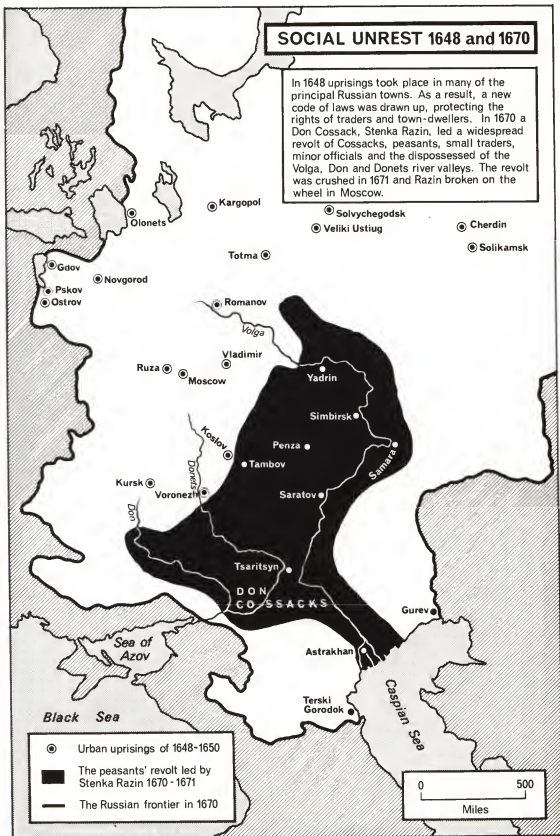 SOCIAL UNREST 1648 and 1670
In 1648 uprisings took place in many of the
principal Russian towns. As a result, a new
code of laws was drawn up, protecting the
rights of traders and town-dwellers. In 1670 a
Don Cossack, Stenka Razin, led a widespread
revolt of Cossacks, peasants, small traders,
minor officials and the dispossessed of the
Volga, Don and Donets river valleys. The revolt
was crushed in 1671 and Razin broken on the
wheel in Moscow.
Kargopol
Solvychegodsk
Olonets
Veliki Ustiug
Cherdin
Solikamsk
Totma
Gdov
Novgorod
Pskov
Ostrov
Romanov
Volga
Vladimir
Ruza
Moscow
Yadrin
Simbirsk
Koslov
Penza
Samara
Tambov
Donets
Kursk
Voronezh
Saratov
Don
Tsaritsyn
DON
COSSACKS
Gurev
Sea of
Azov
Astrakhan
Caspian Sea
Terski
Gorodok
Black Sea
Urban uprisings of 1648-1650
The peasants' revolt led by
Stenka Razin 1670-1671
The Russian frontier in 1670
0 500
Miles